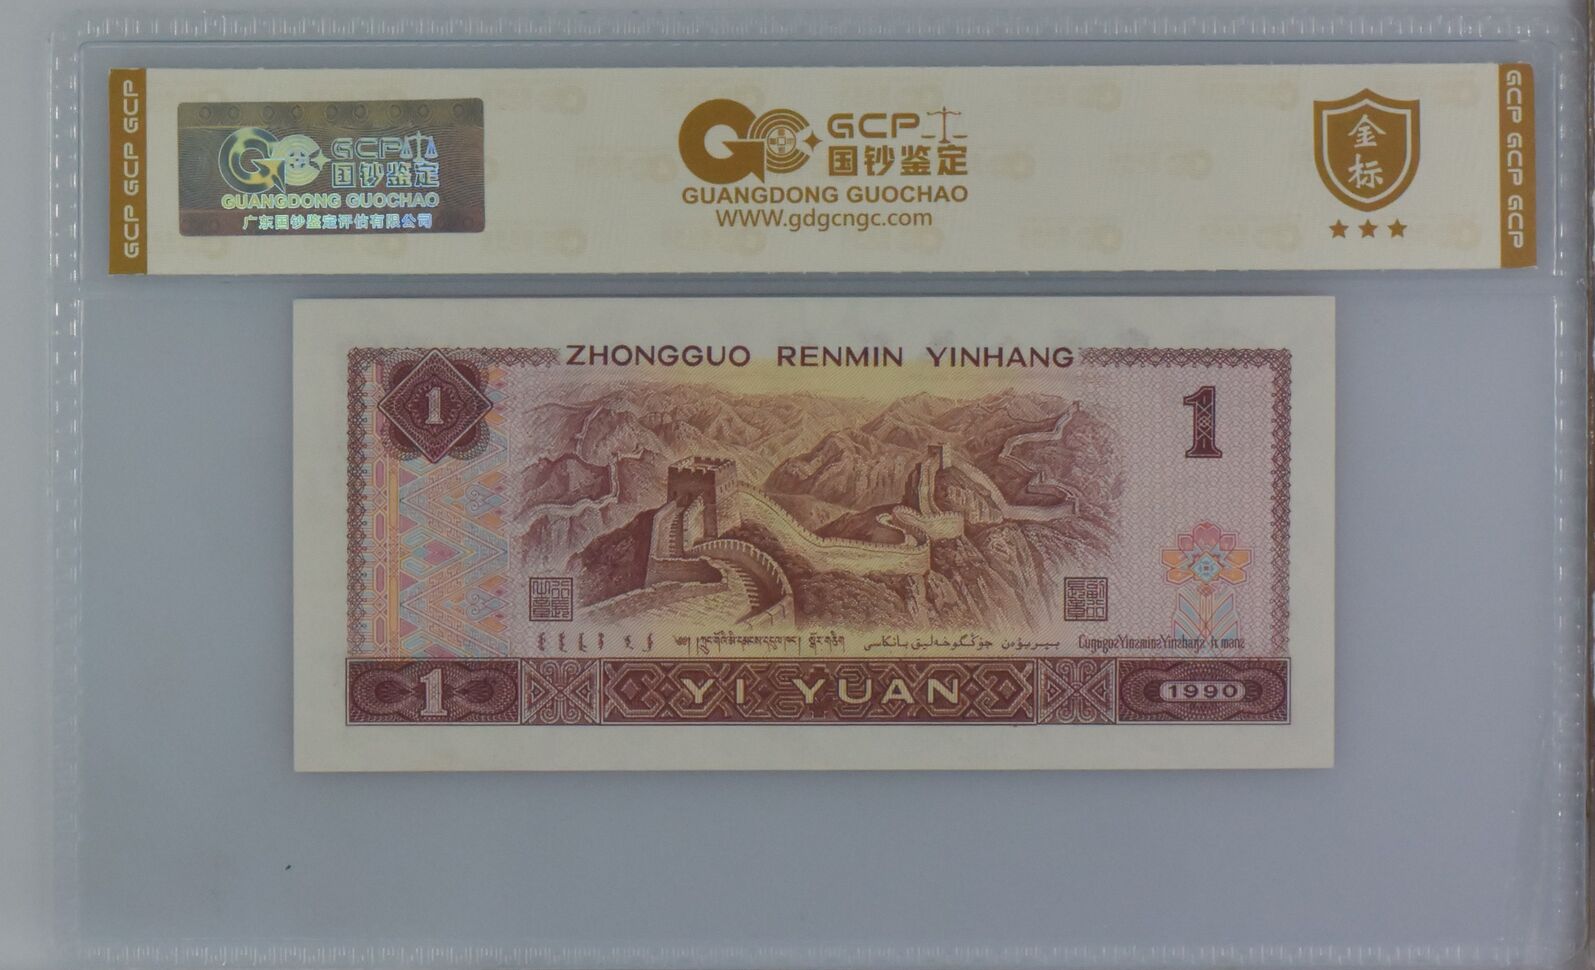 GCP GCP GCP
GCP
国钞鉴定
GUANGDONG GUOCHAO
广东国钞鉴定评估有限公司
GCP
国钞鉴定
GUANGDONG GUOCHAO
WWW.gdgcngc.com
金
标
GCP GCP GCP
ZHONGGUO RENMIN YINHANG
1
1
1
YI YUAN
1990